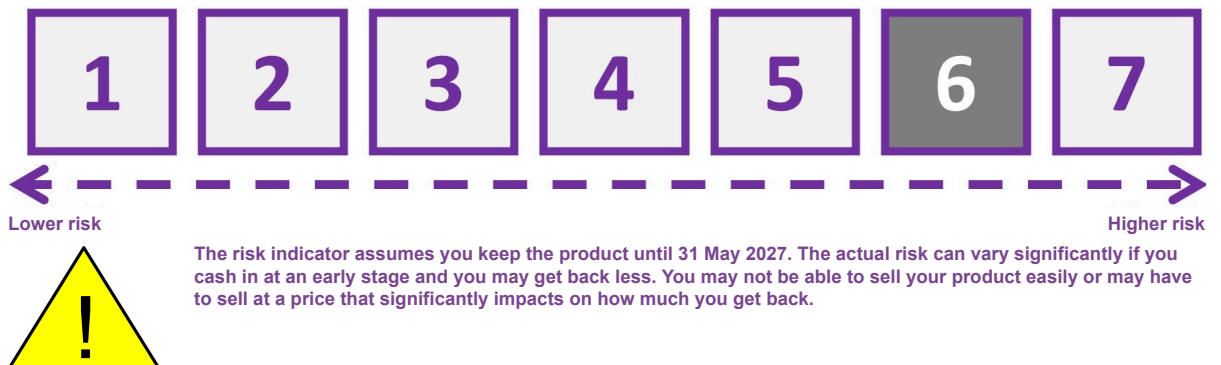 1 2 3 4 5 6 7
Lower risk Higher risk
The risk indicator assumes you keep the product until 31 May 2027. The actual risk can vary significantly if you
cash in at an early stage and you may get back less. You may not be able to sell your product easily or may have
to sell at a price that significantly impacts on how much you get back.
!